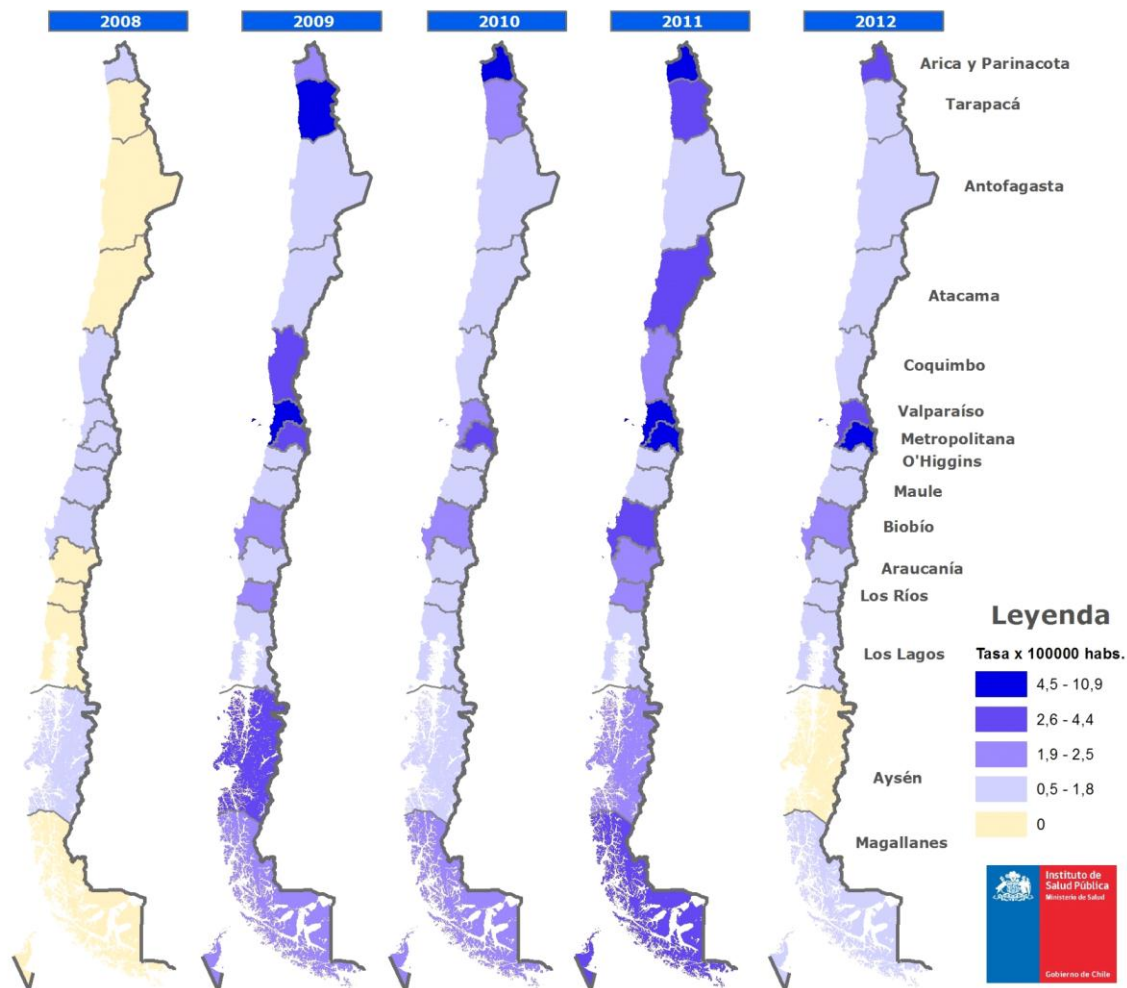 2008
2009
2010
2011
2012
Arica y Parinacota
Tarapacá
Antofagasta
Atacama
Coquimbo
Valparaíso
Metropolitana
O'Higgins
Maule
Biobío
Araucanía
Los Ríos
Los Lagos
Aysén
Magallanes
Leyenda
Tasa x 100000 habs.
4,5 - 10,9
2,6 - 4,4
1,9 - 2,5
0,5 - 1,8
0
Instituto de
Salud Pública
Ministerio de Salud
Gobierno de Chile